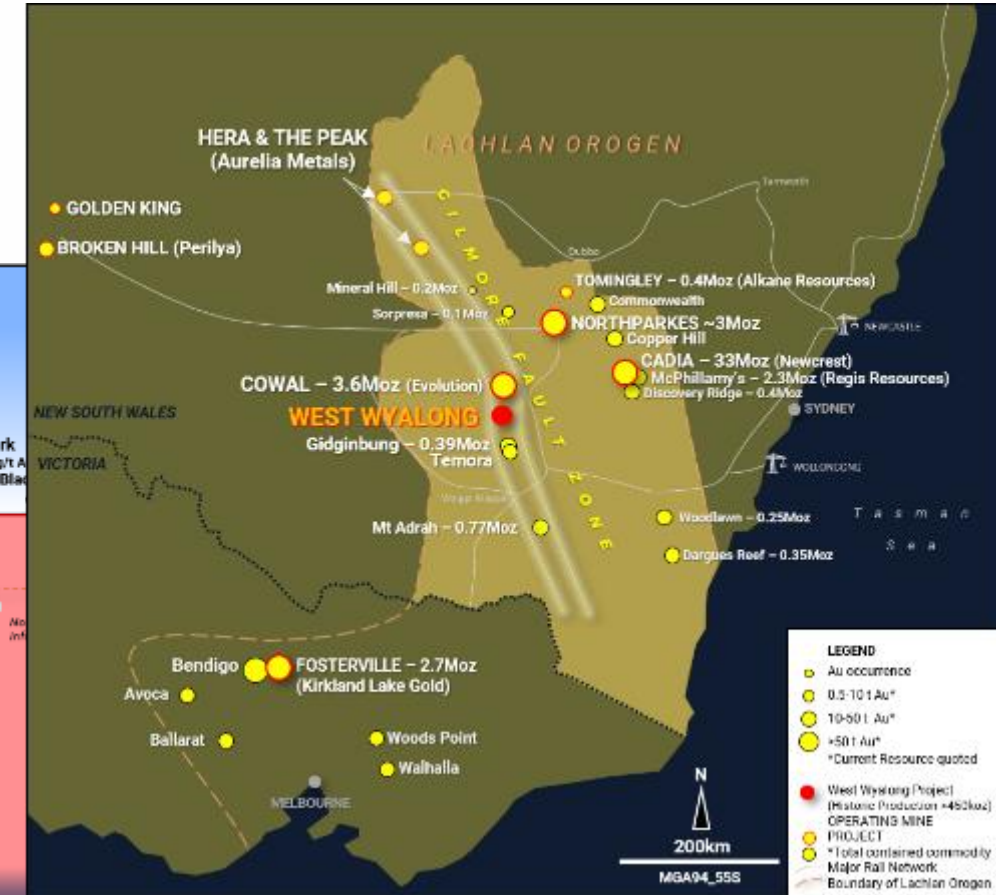 LACHLAN OROGEN
HERA & THE PEAK
(Aurelia Metals)
Tamworth
GOLDEN KING
BROKEN HILL (Perilya)
GILMORE FAULT ZONE
Dubbo
TOMINGLEY – 0.4Moz (Alkane Resources)
Mineral Hill – 0.2Moz
Commonwealth
Sorpresa – 0.1Moz
NORTHPARKES ~3Moz
NEWCASTLE
Copper Hill
CADIA – 33Moz (Newcrest)
COWAL – 3.6Moz (Evolution)
McPhillamy's – 2.3Moz (Regis Resources)
Discovery Ridge – 0.4Moz
NEW SOUTH WALES
WEST WYALONG
SYDNEY
rk
Gidginbung – 0.39Moz
VICTORIA
Temora
WOLLONGONG
Wagga Wagga
Mt Adrah – 0.77Moz
Woodlawn – 0.25Moz
Tasman
Sea
Dargues Reef – 0.35Moz
Bendigo
FOSTERVILLE – 2.7Moz
(Kirkland Lake Gold)
Avoca
Ballarat
Woods Point
Walhalla
MELBOURNE
N
200km
MGA94_55S
LEGEND
Au occurrence
0.5-10 t Au*
10-50 t Au*
>50 t Au*
*Current Resource quoted
West Wyalong Project
(Historic Production >450koz)
OPERATING MINE
PROJECT
*Total contained commodity
Major Rail Network
Boundary of Lachlan Orogen